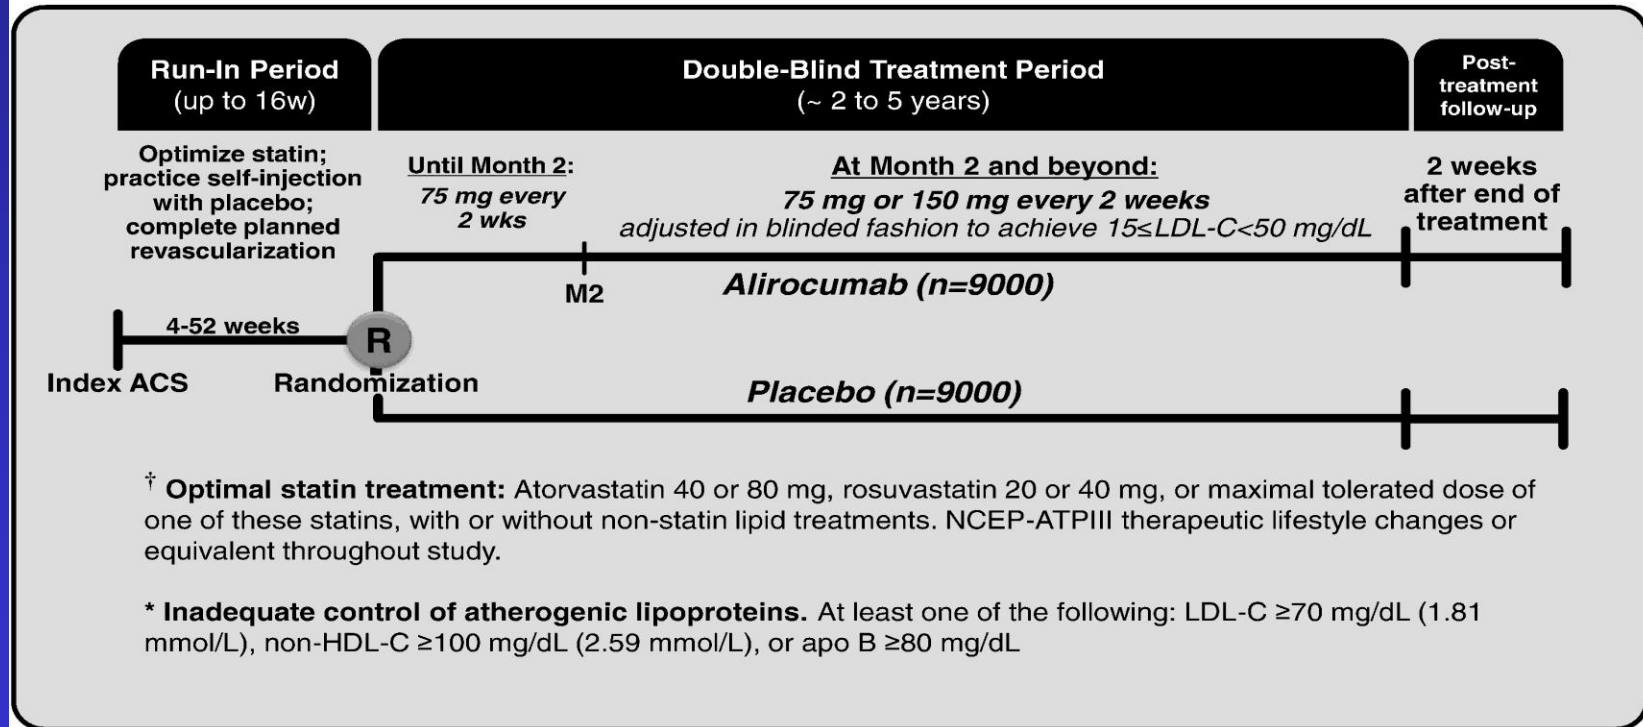 Run-In Period
(up to 16w)
Double-Blind Treatment Period
(~ 2 to 5 years)
Post-
treatment
follow-up
Optimize statin;
practice self-injection
with placebo;
complete planned
revascularization
Until Month 2:
75 mg every
2 wks
At Month 2 and beyond:
75 mg or 150 mg every 2 weeks
adjusted in blinded fashion to achieve 15≤LDL-C<50 mg/dL
2 weeks
after end of
treatment
M2
Alirocumab (n=9000)
4-52 weeks
R
Index ACS
Randomization
Placebo (n=9000)
† Optimal statin treatment: Atorvastatin 40 or 80 mg, rosuvastatin 20 or 40 mg, or maximal tolerated dose of
one of these statins, with or without non-statin lipid treatments. NCEP-ATPIII therapeutic lifestyle changes or
equivalent throughout study.
* Inadequate control of atherogenic lipoproteins. At least one of the following: LDL-C ≥70 mg/dL (1.81
mmol/L), non-HDL-C ≥100 mg/dL (2.59 mmol/L), or apo B ≥80 mg/dL